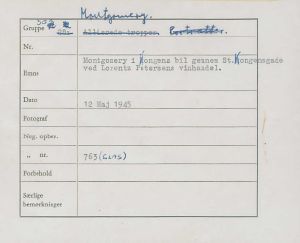 Montgomery.
Gruppe Allierede tropper. Portrætter.
Nr.
Emne Montgomery i Kongens bil gennem St. Kongensgade
ved Lorentz Petersens vinhandel.
Dato 12 Maj 1945
Fotograf
Neg. opbev.
„ nr. 763 (GLAS)
Forbehold
Særlige
bemærkninger